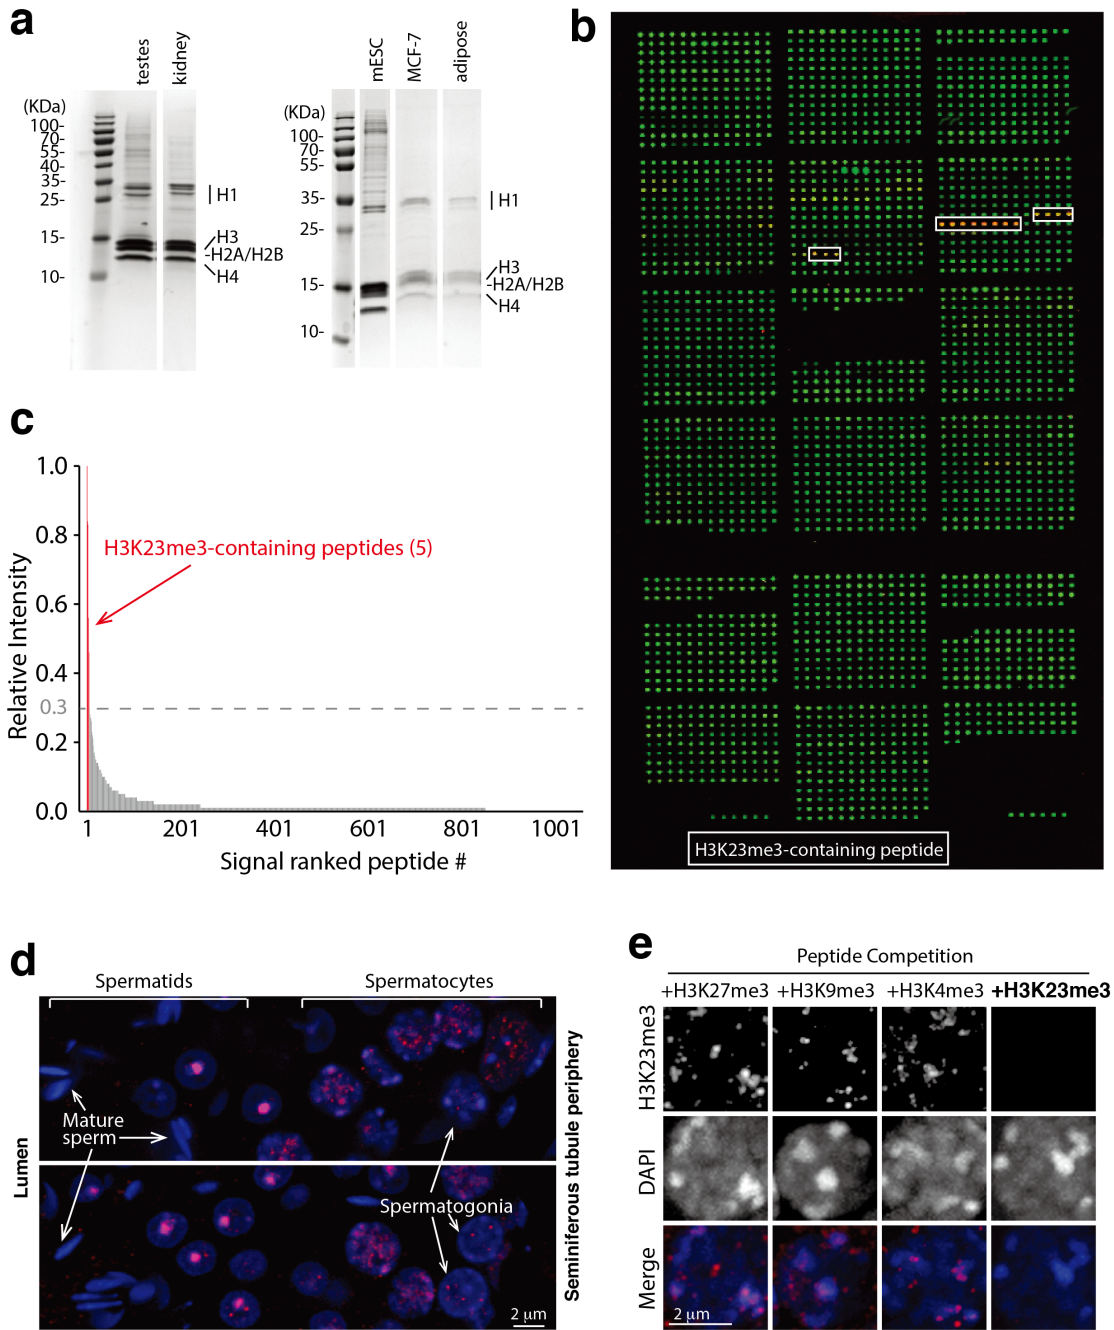 a
testes
kidney
(KDa)
100-
70-
55-
40-
35-
25-
15-
10-
H1
H3
H2A/H2B
H4
mESC
MCF-7
adipose
(KDa)
100-
70-
55-
35-
25-
15-
10-
H1
H3
H2A/H2B
H4
b
H3K23me3-containing peptide
c
Relative Intensity
1.0
0.8
0.6
0.4
0.3
0.2
0.0
H3K23me3-containing peptides (5)
1
201
401
601
801
1001
Signal ranked peptide #
d
Spermatids
Spermatocytes
Lumen
Mature
sperm
Spermatogonia
Seminiferous tubule periphery
2 µm
e
Peptide Competition
+H3K27me3
+H3K9me3
+H3K4me3
+H3K23me3
H3K23me3
DAPI
Merge
2 µm